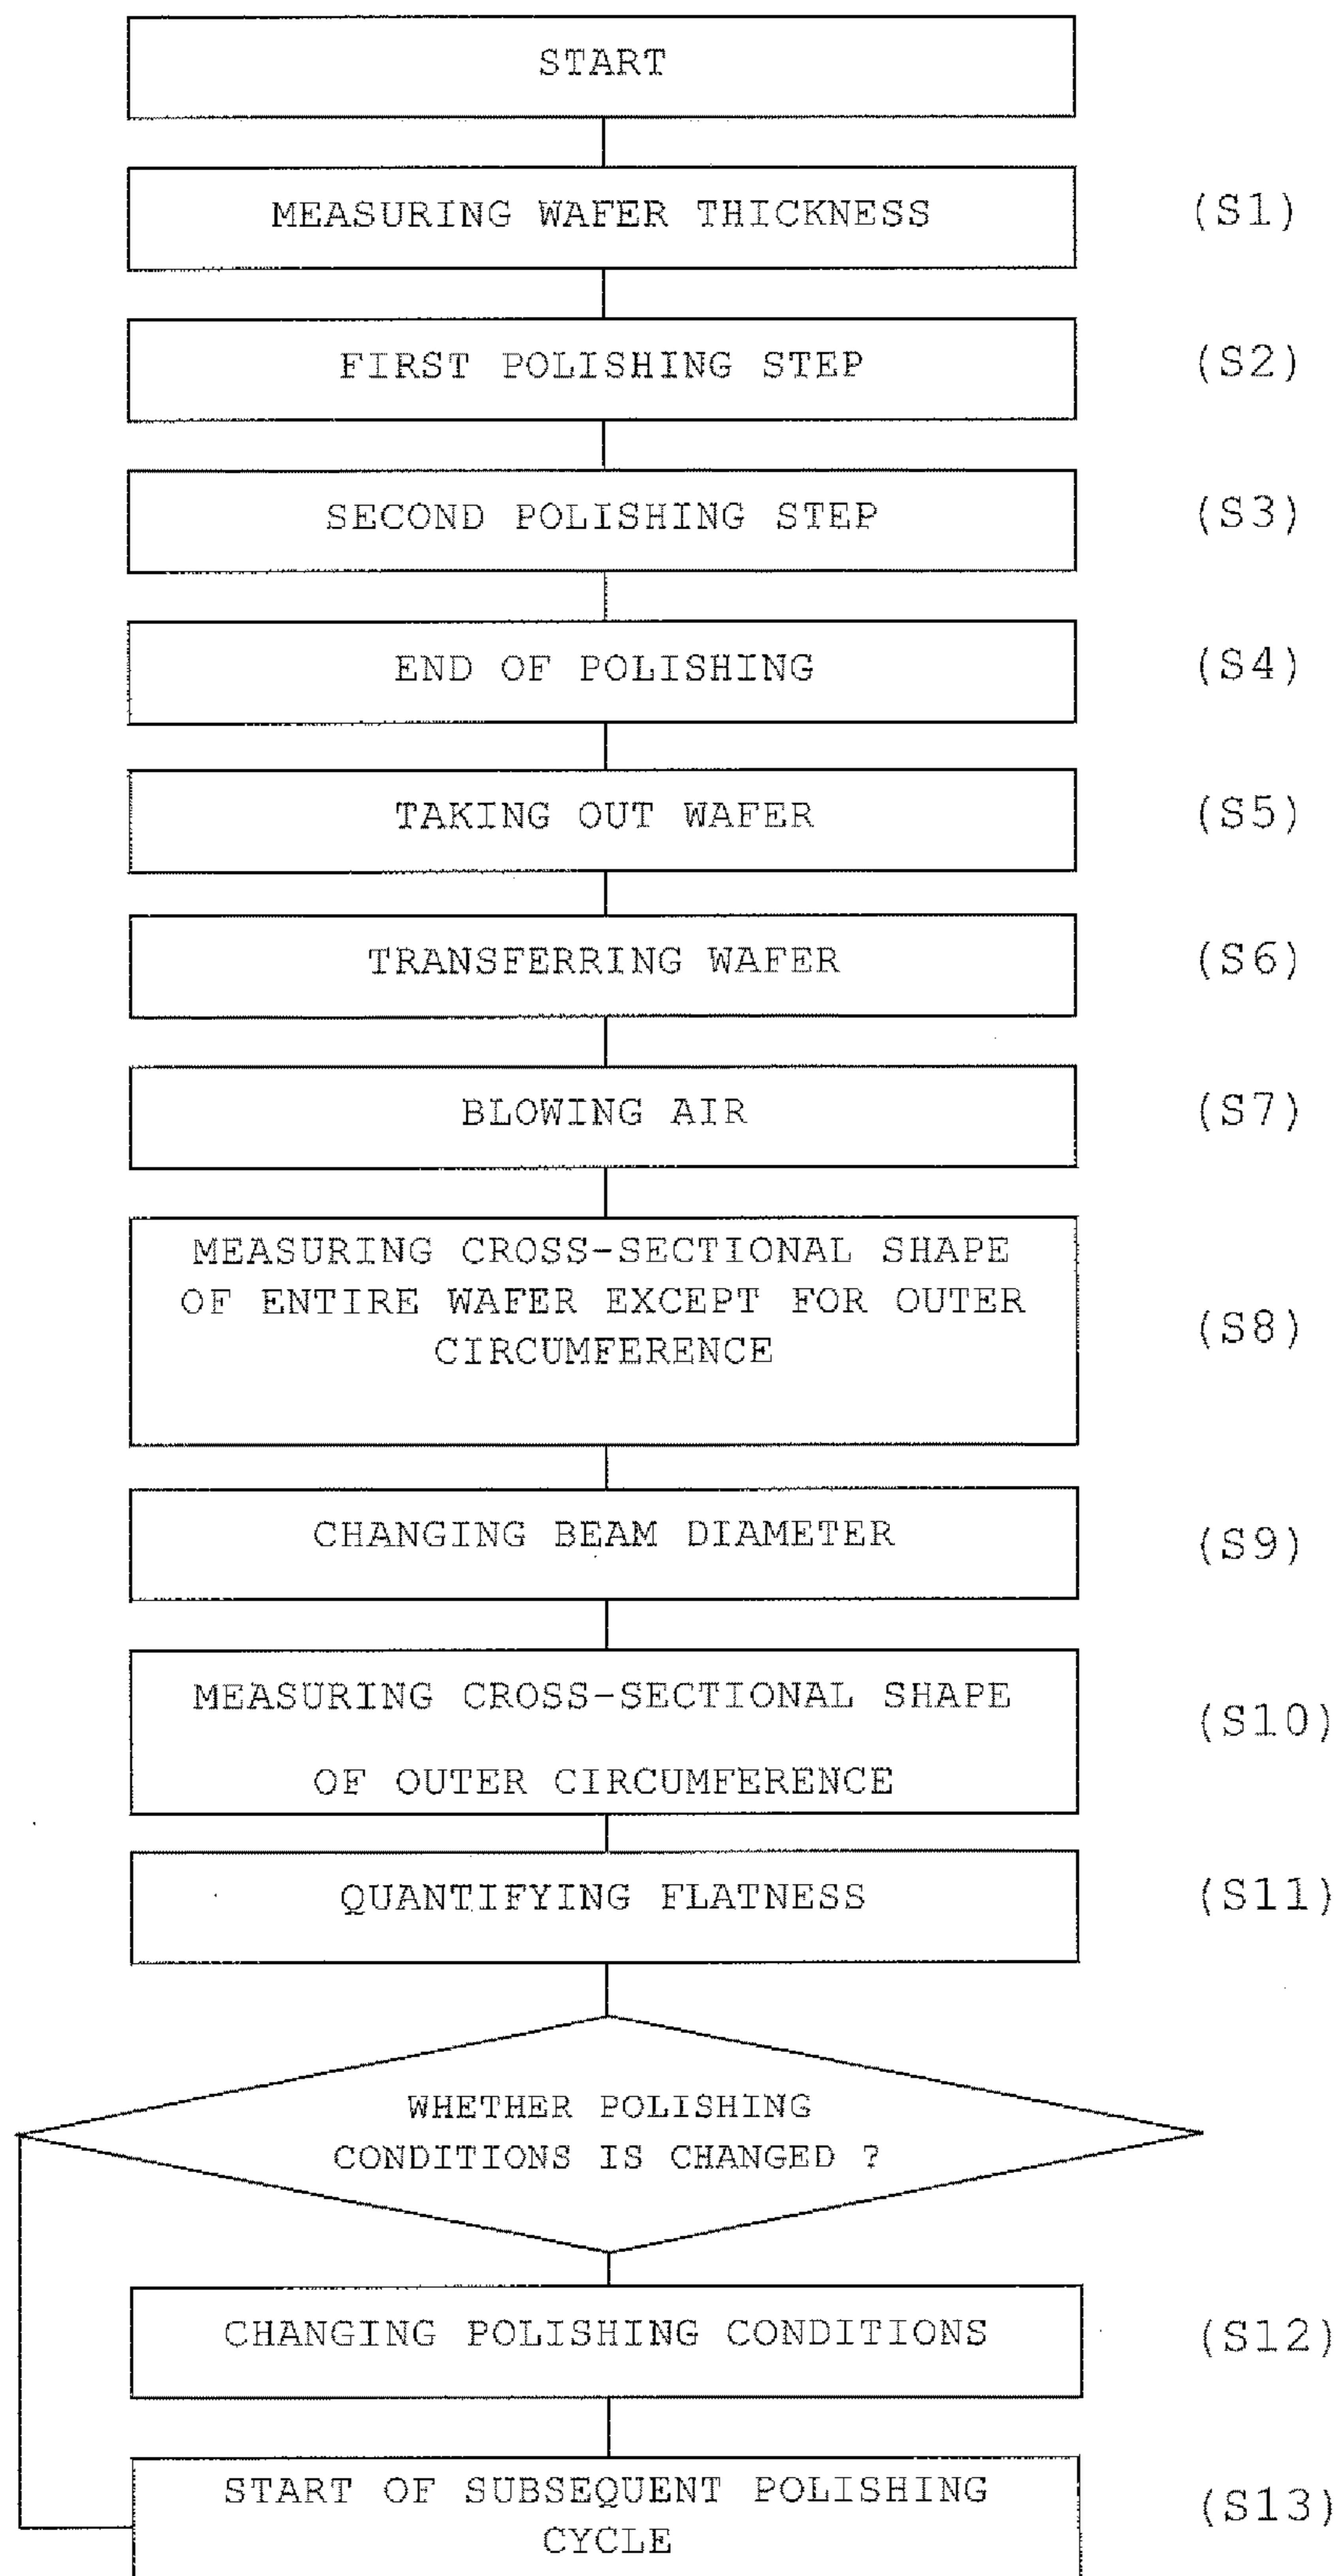 START
MEASURING WAFER THICKNESS
(S1)
FIRST POLISHING STEP
(S2)
SECOND POLISHING STEP
(S3)
END OF POLISHING
(S4)
TAKING OUT WAFER
(S5)
TRANSFERRING WAFER
(S6)
BLOWING AIR
(S7)
MEASURING CROSS-SECTIONAL SHAPE
OF ENTIRE WAFER EXCEPT FOR OUTER
CIRCUMFERENCE
(S8)
CHANGING BEAM DIAMETER
(S9)
MEASURING CROSS-SECTIONAL SHAPE
OF OUTER CIRCUMFERENCE
(S10)
QUANTIFYING FLATNESS
(S11)
WHETHER POLISHING
CONDITIONS IS CHANGED ?
CHANGING POLISHING CONDITIONS
(S12)
START OF SUBSEQUENT POLISHING
CYCLE
(S13)